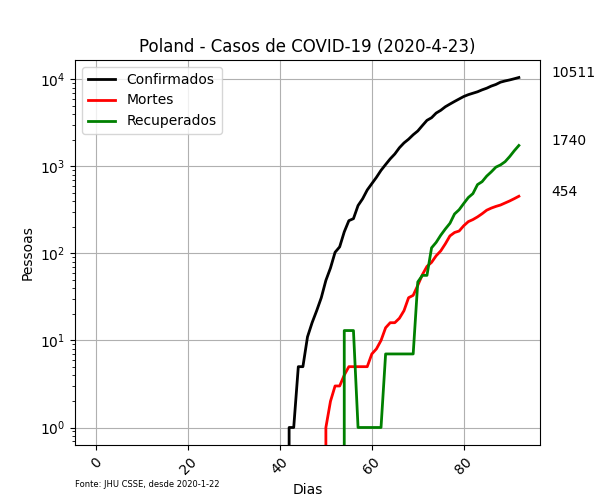 Poland - Casos de COVID-19 (2020-4-23)
Confirmados
Mortes
Recuperados
10⁴
10³
10²
10¹
10⁰
Pessoas
10511
1740
454
0
20
40
60
80
Dias
Fonte: JHU CSSE, desde 2020-1-22